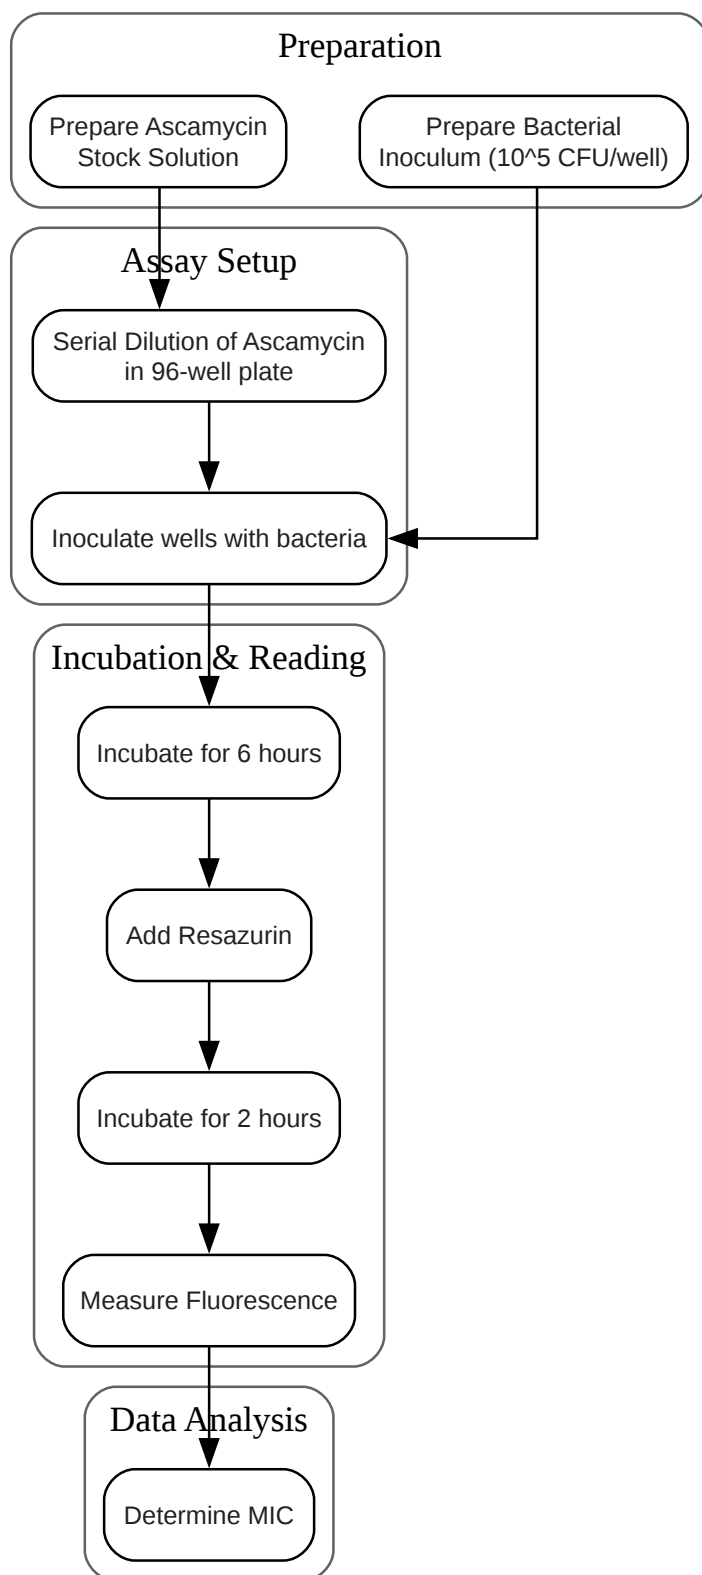 Preparation
Prepare Ascamycin
Stock Solution
Prepare Bacterial
Inoculum (10^5 CFU/well)
Assay Setup
Serial Dilution of Ascamycin
in 96-well plate
Inoculate wells with bacteria
Incubation & Reading
Incubate for 6 hours
Add Resazurin
Incubate for 2 hours
Measure Fluorescence
Data Analysis
Determine MIC